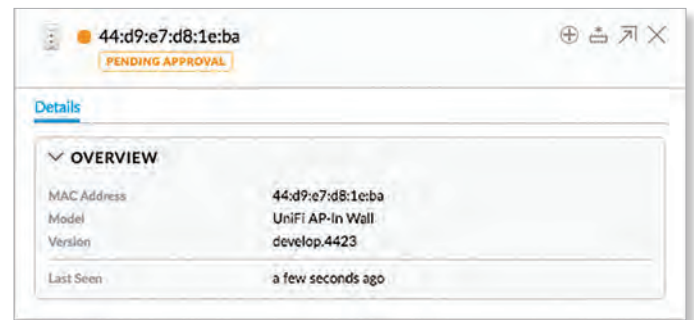 44:d9:e7:d8:1e:ba
PENDING APPROVAL
Details
OVERVIEW
MAC Address 44:d9:e7:d8:1e:ba
Model UniFi AP-In Wall
Version develop.4423
Last Seen a few seconds ago